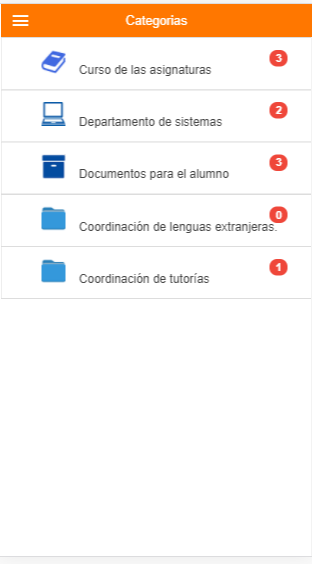 Categorias
Curso de las asignaturas 3
Departamento de sistemas 2
Documentos para el alumno 3
Coordinación de lenguas extranjeras. 0
Coordinación de tutorías 1